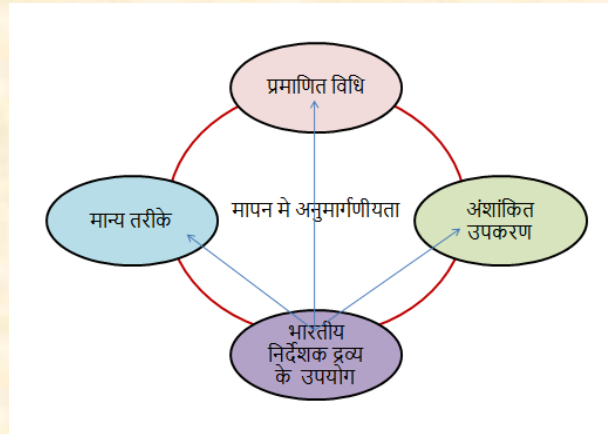 प्रमाणित विधि
मान्य तरीके
मापन मे अनुमार्गणीयता
अंशांकित
उपकरण
भारतीय
निर्देशक द्रव्य
के उपयोग